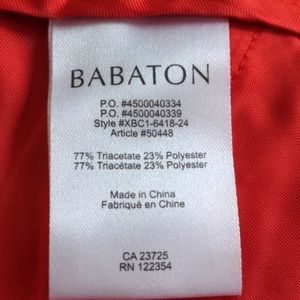 BABATON
P.O. #4500040334
P.O. #4500040339
Style #XBC1-6418-24
Article #50448
77% Triacetate 23% Polyester
77% Triacétate 23% Polyester
Made in China
Fabriqué en Chine
CA 23725
RN 122354